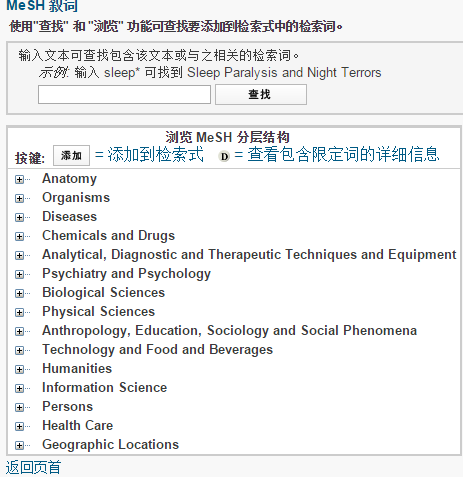 MeSH 叙词
使用"查找" 和 "浏览" 功能可查找要添加到检索式中的检索词。
输入文本可查找包含该文本或与之相关的检索词。
示例: 输入 sleep* 可找到 Sleep Paralysis and Night Terrors
查找
浏览 MeSH 分层结构
按键: 添加 = 添加到检索式 D = 查看包含限定词的详细信息
Anatomy
Organisms
Diseases
Chemicals and Drugs
Analytical, Diagnostic and Therapeutic Techniques and Equipment
Psychiatry and Psychology
Biological Sciences
Physical Sciences
Anthropology, Education, Sociology and Social Phenomena
Technology and Food and Beverages
Humanities
Information Science
Persons
Health Care
Geographic Locations
返回页首